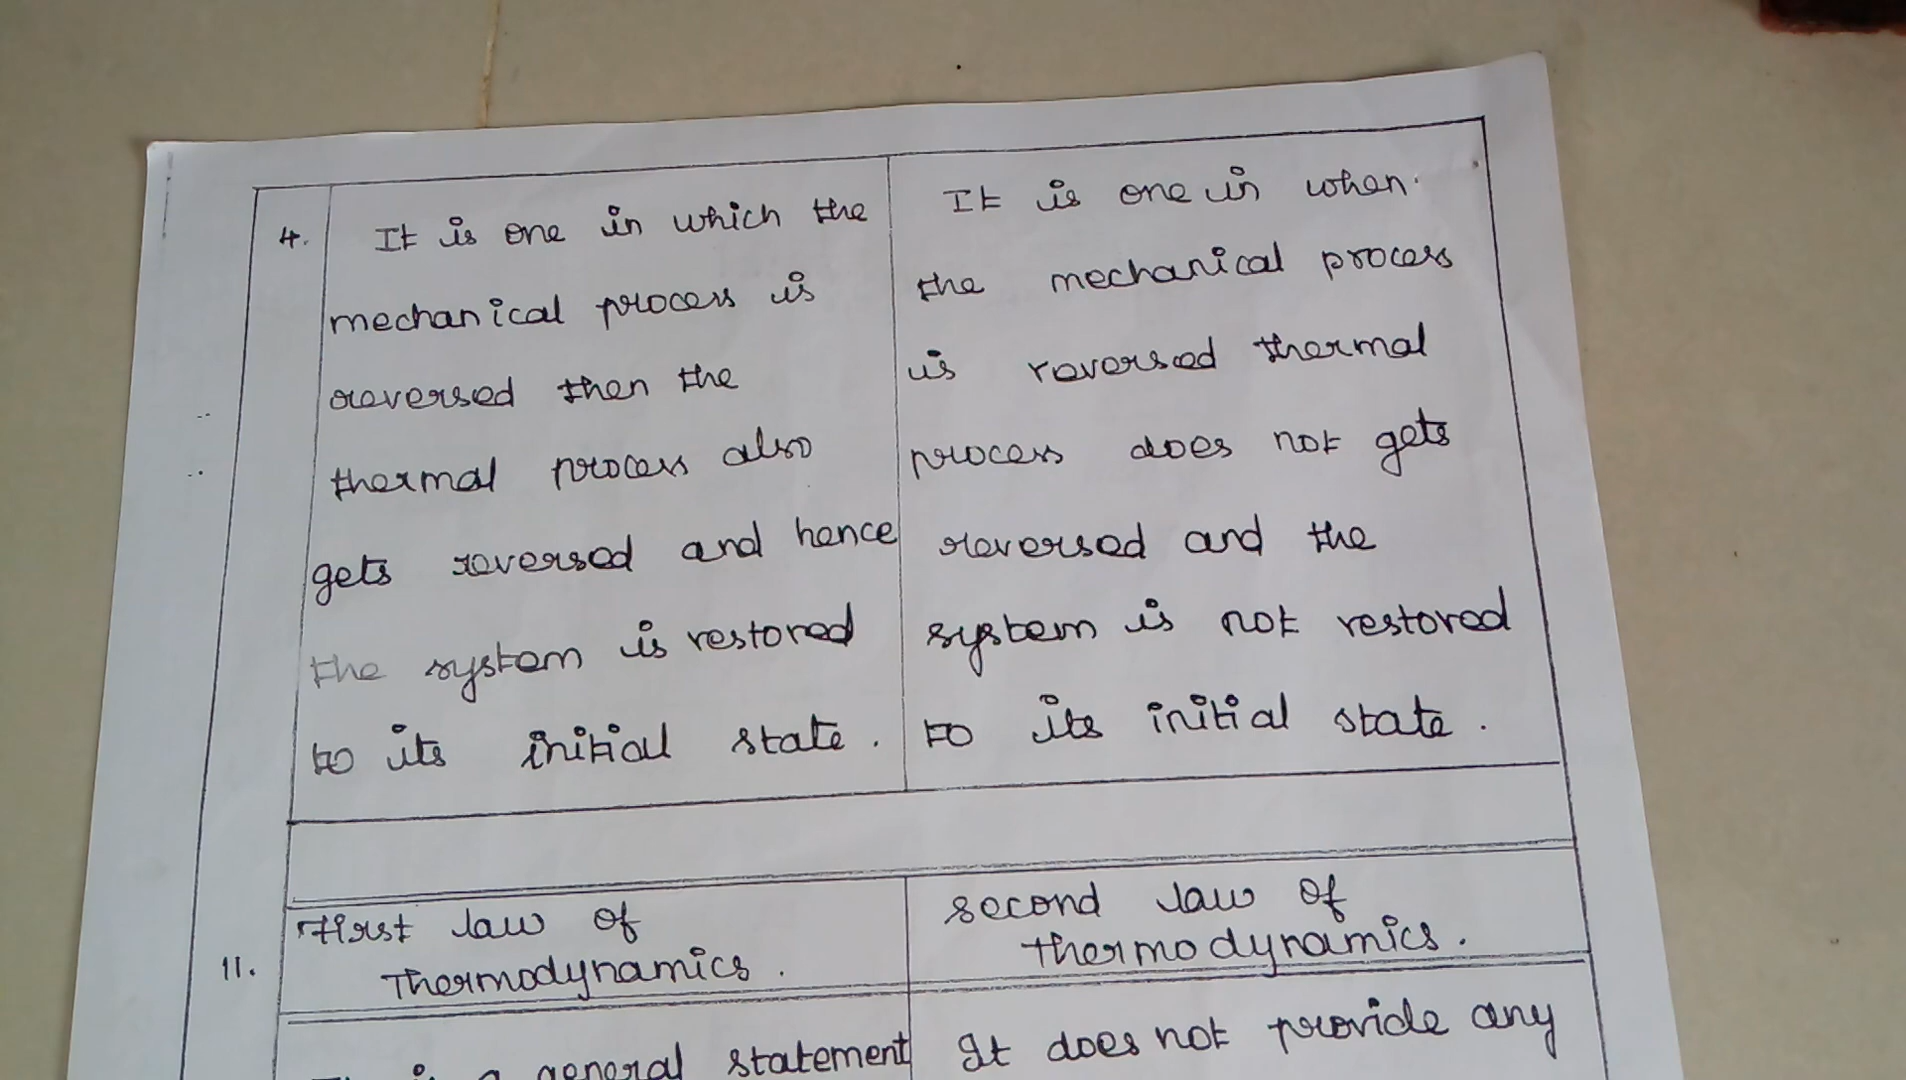 4.
It is one in which the
mechanical process is
reversed then the
thermal process also
gets reversed and hence
the system is restored
to its initial state.
It is one in when
the mechanical process
is reversed thermal
process does not gets
reversed and the
system is not restored
to its initial state.
11.
First law of
Thermodynamics.
second law of
thermodynamics.
is a general statement
It does not provide any